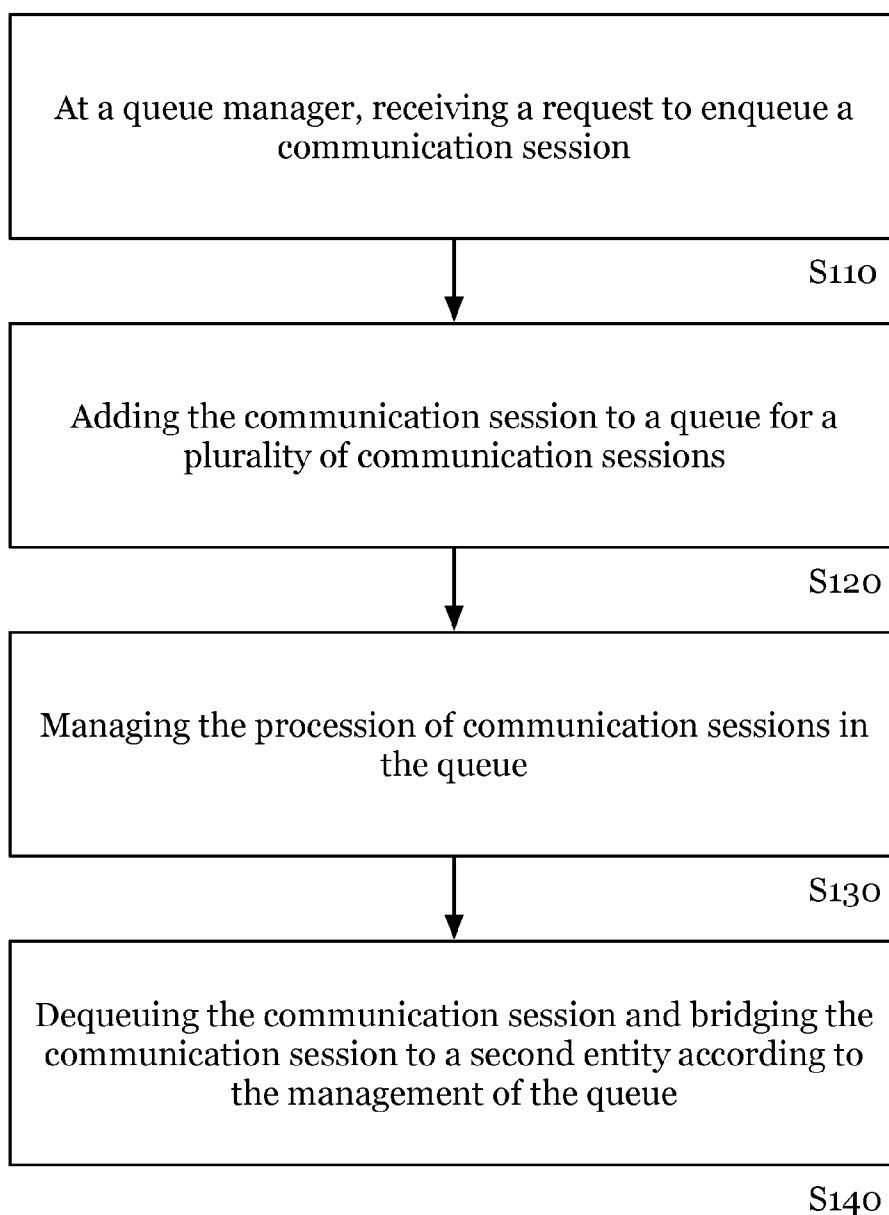 At a queue manager, receiving a request to enqueue a
communication session
S110
Adding the communication session to a queue for a
plurality of communication sessions
S120
Managing the procession of communication sessions in
the queue
S130
Dequeuing the communication session and bridging the
communication session to a second entity according to
the management of the queue
S140